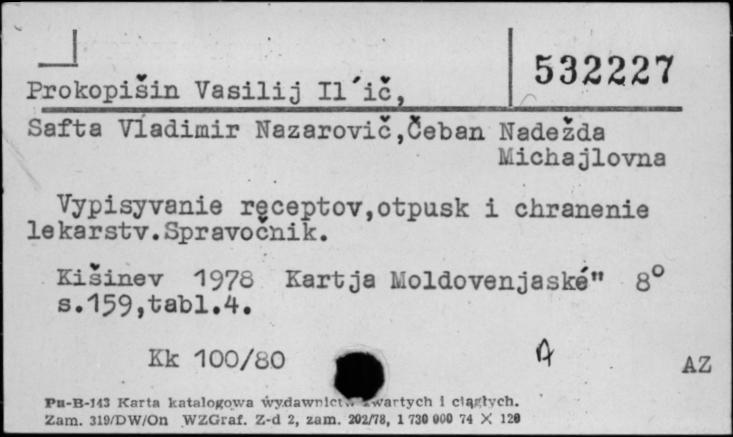 532227
Prokopišin Vasilij Il´ič,
Safta Vladimir Nazarovič,Čeban Nadežda
Michajlovna
Vypisyvanie receptov,otpusk i chranenie
lekarstv.Spravočnik.
Kišinev 1978 Kartja Moldovenjaské" 8°
s.159,tabl.4.
Kk 100/80
A
AZ
Pu-B-143 Karta katalogowa wydawnictw zwartych i ciągłych.
Zam. 319/DW/On WZGraf. Z-d 2, zam. 202/78, 1 730 000 74 X 120